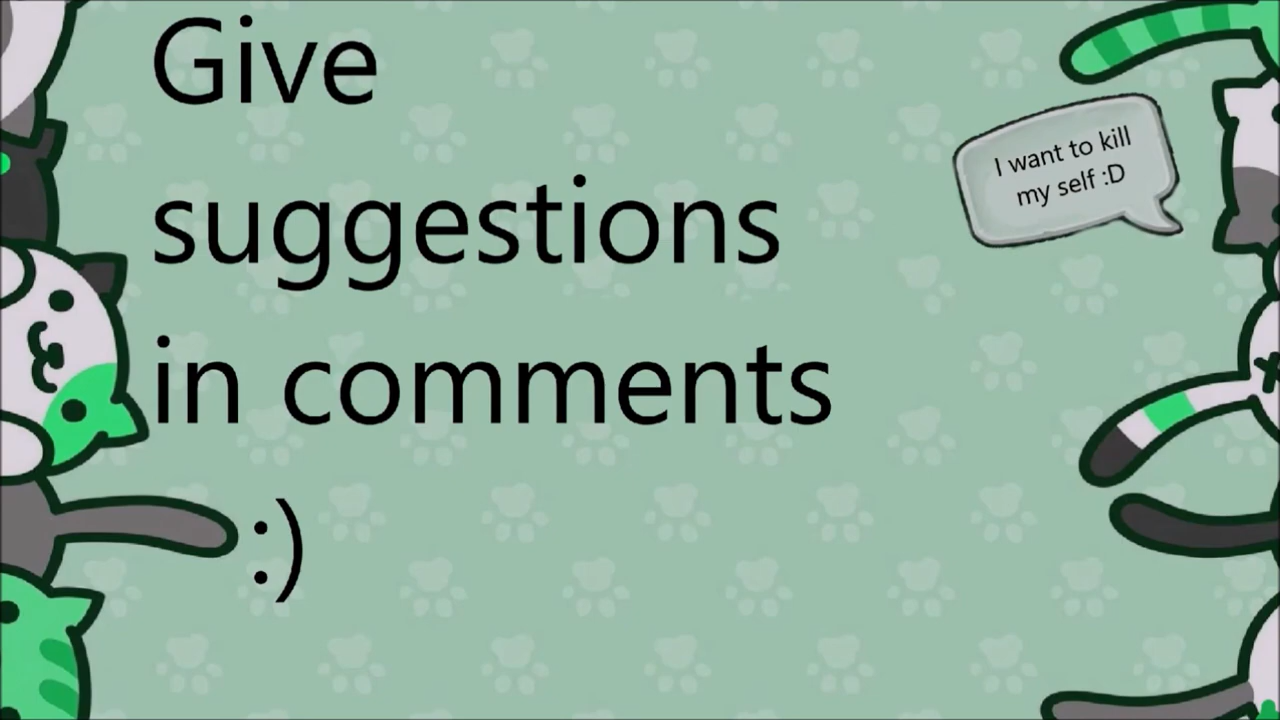 Give
suggestions
in comments
:)
I want to kill
my self :D